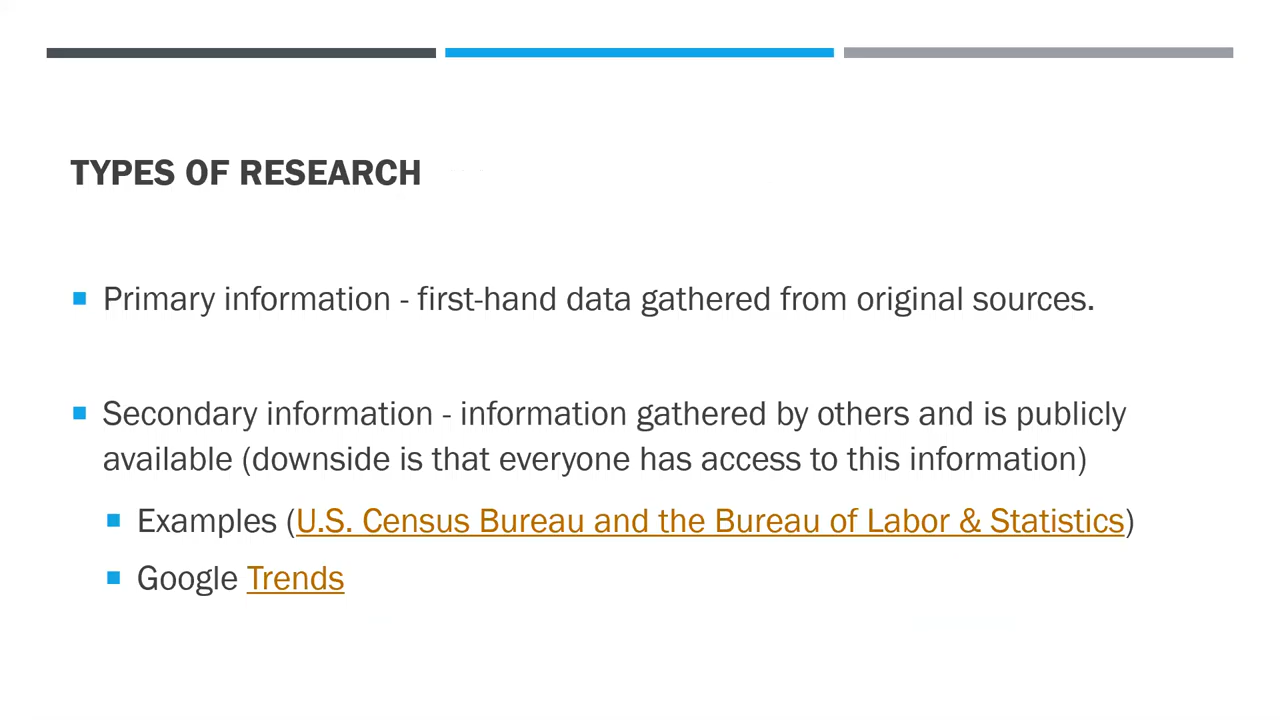 TYPES OF RESEARCH
Primary information - first-hand data gathered from original sources.
Secondary information - information gathered by others and is publicly
available (downside is that everyone has access to this information)
Examples (U.S. Census Bureau and the Bureau of Labor & Statistics)
Google Trends